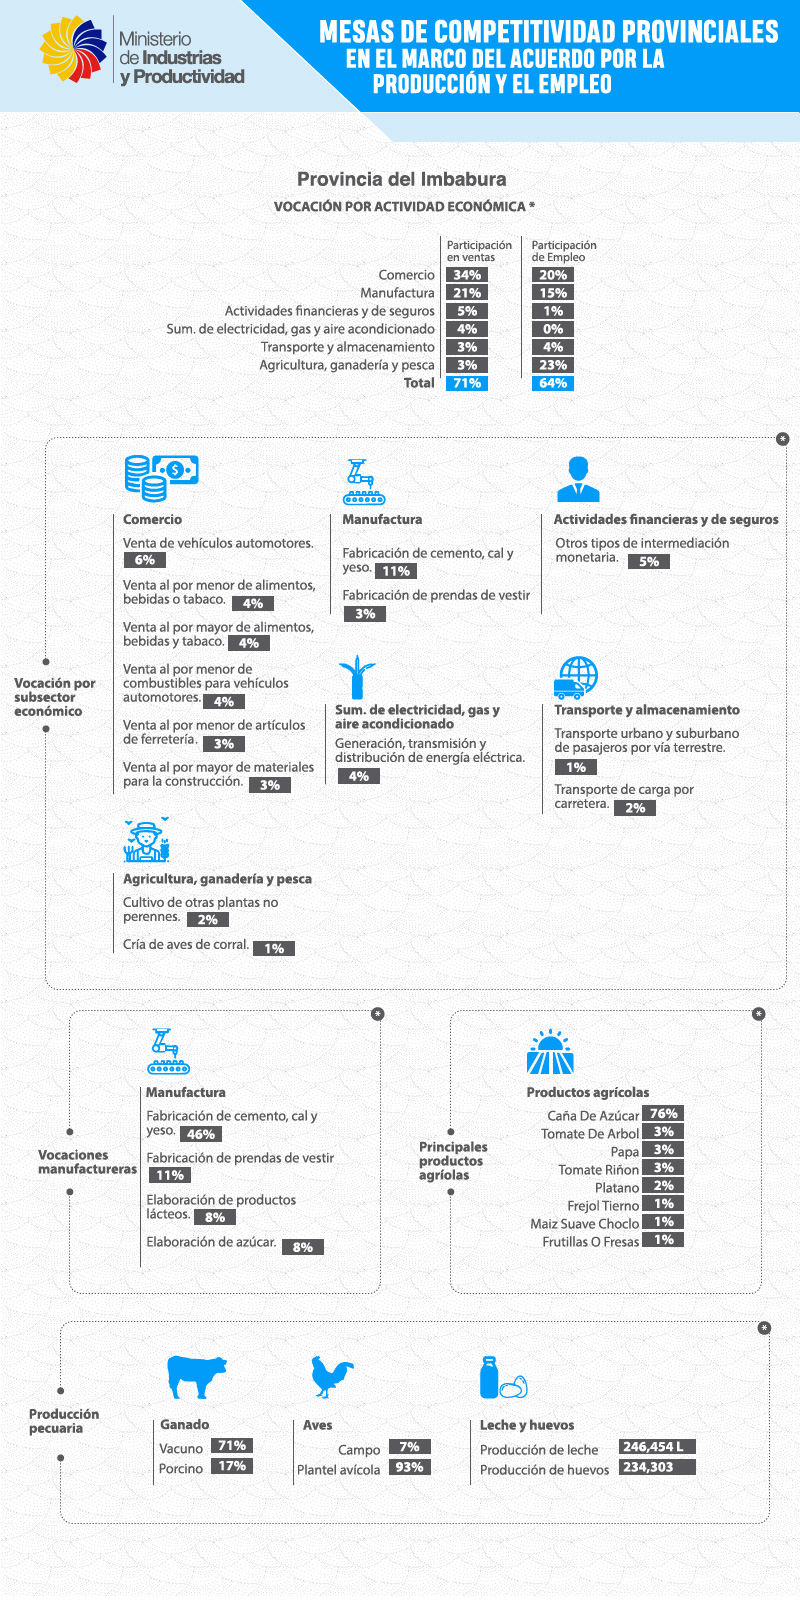 Ministerio
de Industrias
y Productividad
MESAS DE COMPETITIVIDAD PROVINCIALES
EN EL MARCO DEL ACUERDO POR LA
PRODUCCIÓN Y EL EMPLEO
Provincia del Imbabura
VOCACIÓN POR ACTIVIDAD ECONÓMICA *
Participación en ventas
Participación de Empleo
Comercio 34% 20%
Manufactura 21% 15%
Actividades financieras y de seguros 5% 1%
Sum. de electricidad, gas y aire acondicionado 4% 0%
Transporte y almacenamiento 3% 4%
Agricultura, ganadería y pesca 3% 23%
Total 71% 64%
*
Vocación por
subsector
económico
Comercio
Venta de vehículos automotores.
6%
Venta al por menor de alimentos,
bebidas o tabaco. 4%
Venta al por mayor de alimentos,
bebidas y tabaco. 4%
Venta al por menor de
combustibles para vehículos
automotores. 4%
Venta al por menor de artículos
de ferretería. 3%
Venta al por mayor de materiales
para la construcción. 3%
Manufactura
Fabricación de cemento, cal y
yeso. 11%
Fabricación de prendas de vestir
3%
Actividades financieras y de seguros
Otros tipos de intermediación
monetaria. 5%
Sum. de electricidad, gas y
aire acondicionado
Generación, transmisión y
distribución de energía eléctrica.
4%
Transporte y almacenamiento
Transporte urbano y suburbano
de pasajeros por vía terrestre.
1%
Transporte de carga por
carretera. 2%
Agricultura, ganadería y pesca
Cultivo de otras plantas no
perennes. 2%
Cría de aves de corral. 1%
*
Vocaciones
manufactureras
Manufactura
Fabricación de cemento, cal y
yeso. 46%
Fabricación de prendas de vestir
11%
Elaboración de productos
lácteos. 8%
Elaboración de azúcar. 8%
*
Principales
productos
agríolas
Productos agrícolas
Caña De Azúcar 76%
Tomate De Arbol 3%
Papa 3%
Tomate Riñon 3%
Platano 2%
Frejol Tierno 1%
Maiz Suave Choclo 1%
Frutillas O Fresas 1%
*
Producción
pecuaria
Ganado
Vacuno 71%
Porcino 17%
Aves
Campo 7%
Plantel avícola 93%
Leche y huevos
Producción de leche 246,454 L
Producción de huevos 234,303